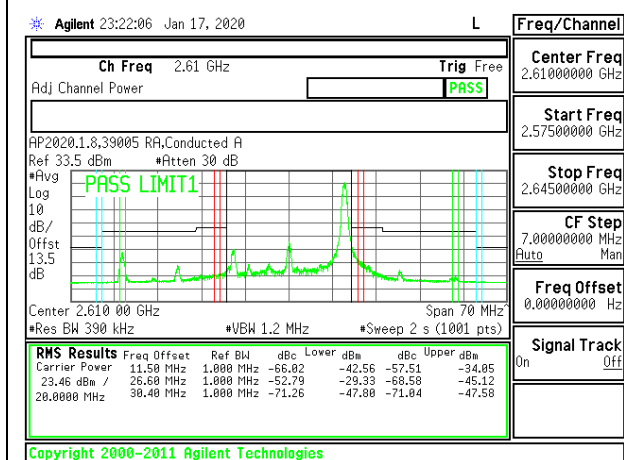 Agilent 23:22:06 Jan 17, 2020 L
Freq/Channel
Ch Freq 2.61 GHz Trig Free
Adj Channel Power PASS
Center Freq
2.61000000 GHz
Start Freq
2.57500000 GHz
AP2020.1.8,39005 RA,Conducted A
Ref 33.5 dBm #Atten 30 dB
#Avg
Log
10
dB/
Offst
13.5
dB
PASS LIMIT1
Stop Freq
2.64500000 GHz
CF Step
7.00000000 MHz
Auto Man
Freq Offset
0.00000000 Hz
Center 2.610 00 GHz Span 70 MHz^
#Res BW 390 kHz #VBW 1.2 MHz #Sweep 2 s (1001 pts)
Signal Track
On Off
RMS Results Freq Offset Ref BW dBc Lower dBm dBc Upper dBm
Carrier Power 11.50 MHz 1.000 MHz -66.02 -42.56 -57.51 -34.05
23.46 dBm / 26.60 MHz 1.000 MHz -52.79 -29.33 -68.58 -45.12
20.0000 MHz 30.40 MHz 1.000 MHz -71.26 -47.80 -71.04 -47.58
Copyright 2000-2011 Agilent Technologies